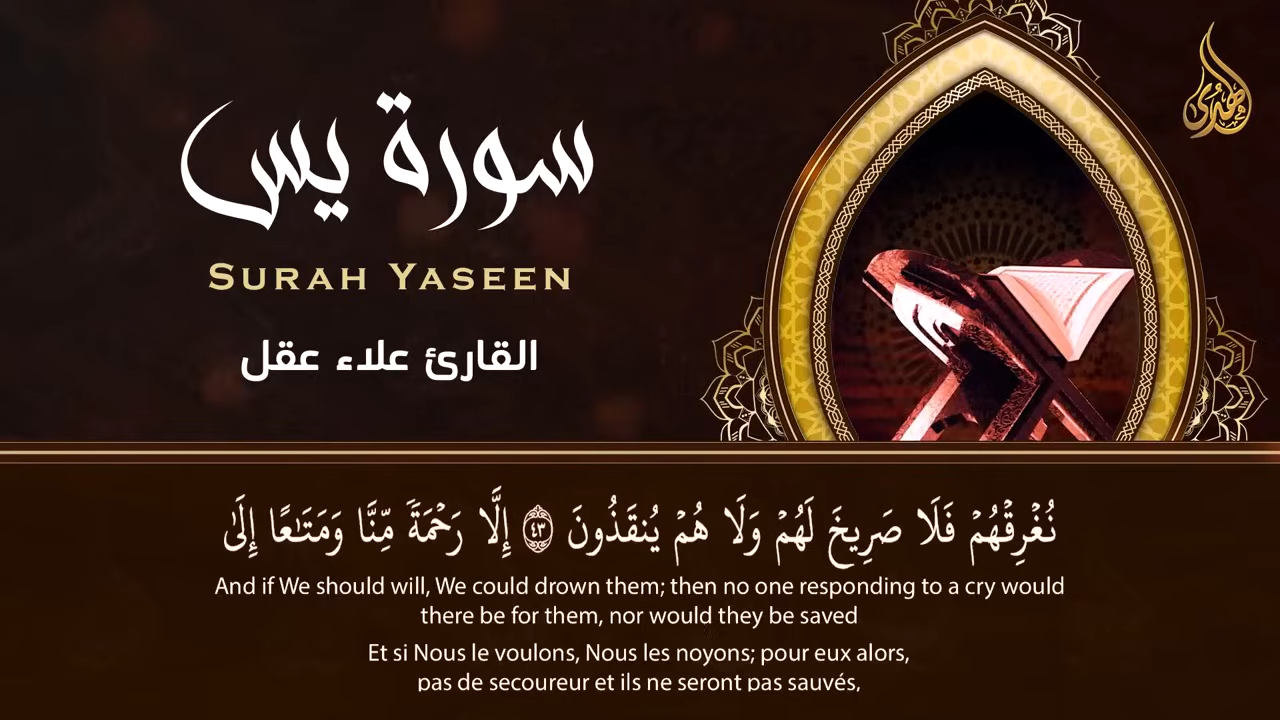 سورة يس
SURAH YASEEN
القارئ علاء عقل
الهدى
نُغْرِقْهُمْ فَلَا صَرِيخَ لَهُمْ وَلَا هُمْ يُنقَذُونَ ٤٣ إِلَّا رَحْمَةً مِّنَّا وَمَتَـٰعًا إِلَىٰ
And if We should will, We could drown them; then no one responding to a cry would
there be for them, nor would they be saved
Et si Nous le voulons, Nous les noyons; pour eux alors,
pas de secoureur et ils ne seront pas sauvés,